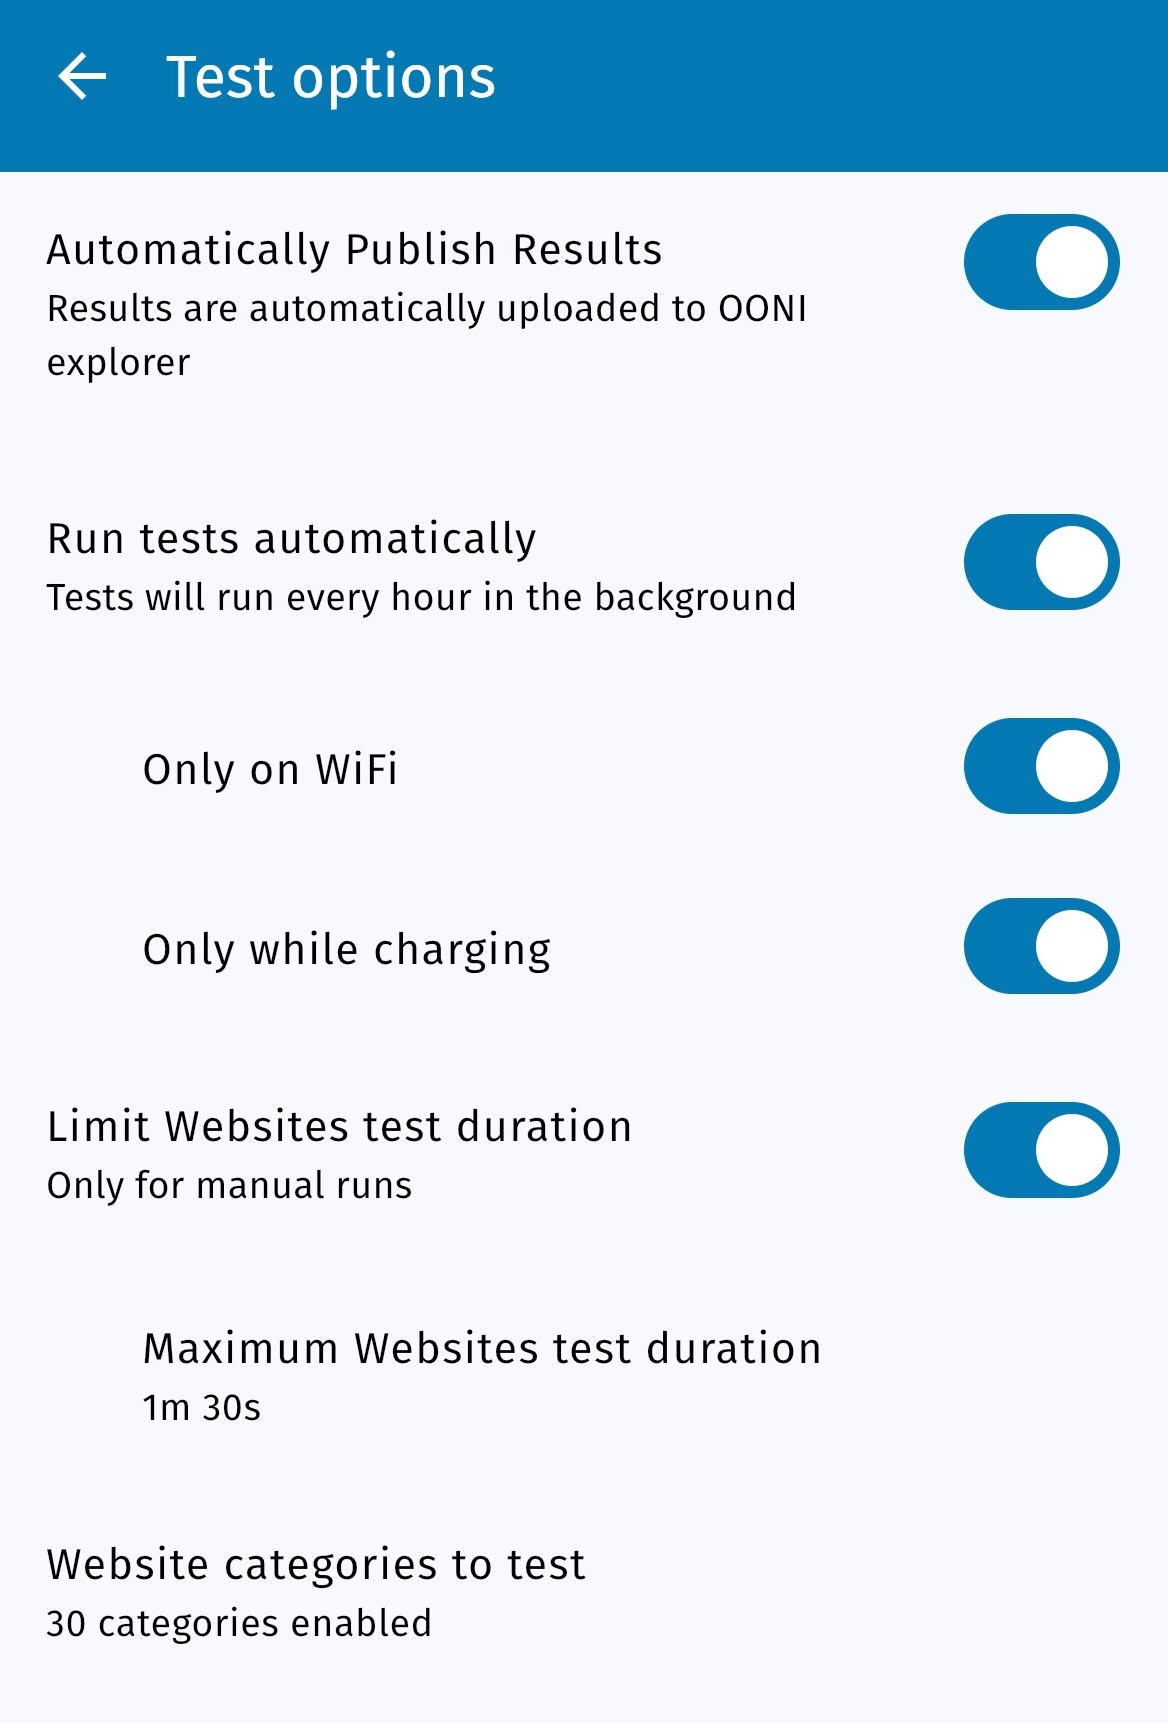 Test options
Automatically Publish Results
Results are automatically uploaded to OONI
explorer
Run tests automatically
Tests will run every hour in the background
Only on WiFi
Only while charging
Limit Websites test duration
Only for manual runs
Maximum Websites test duration
1m 30s
Website categories to test
30 categories enabled